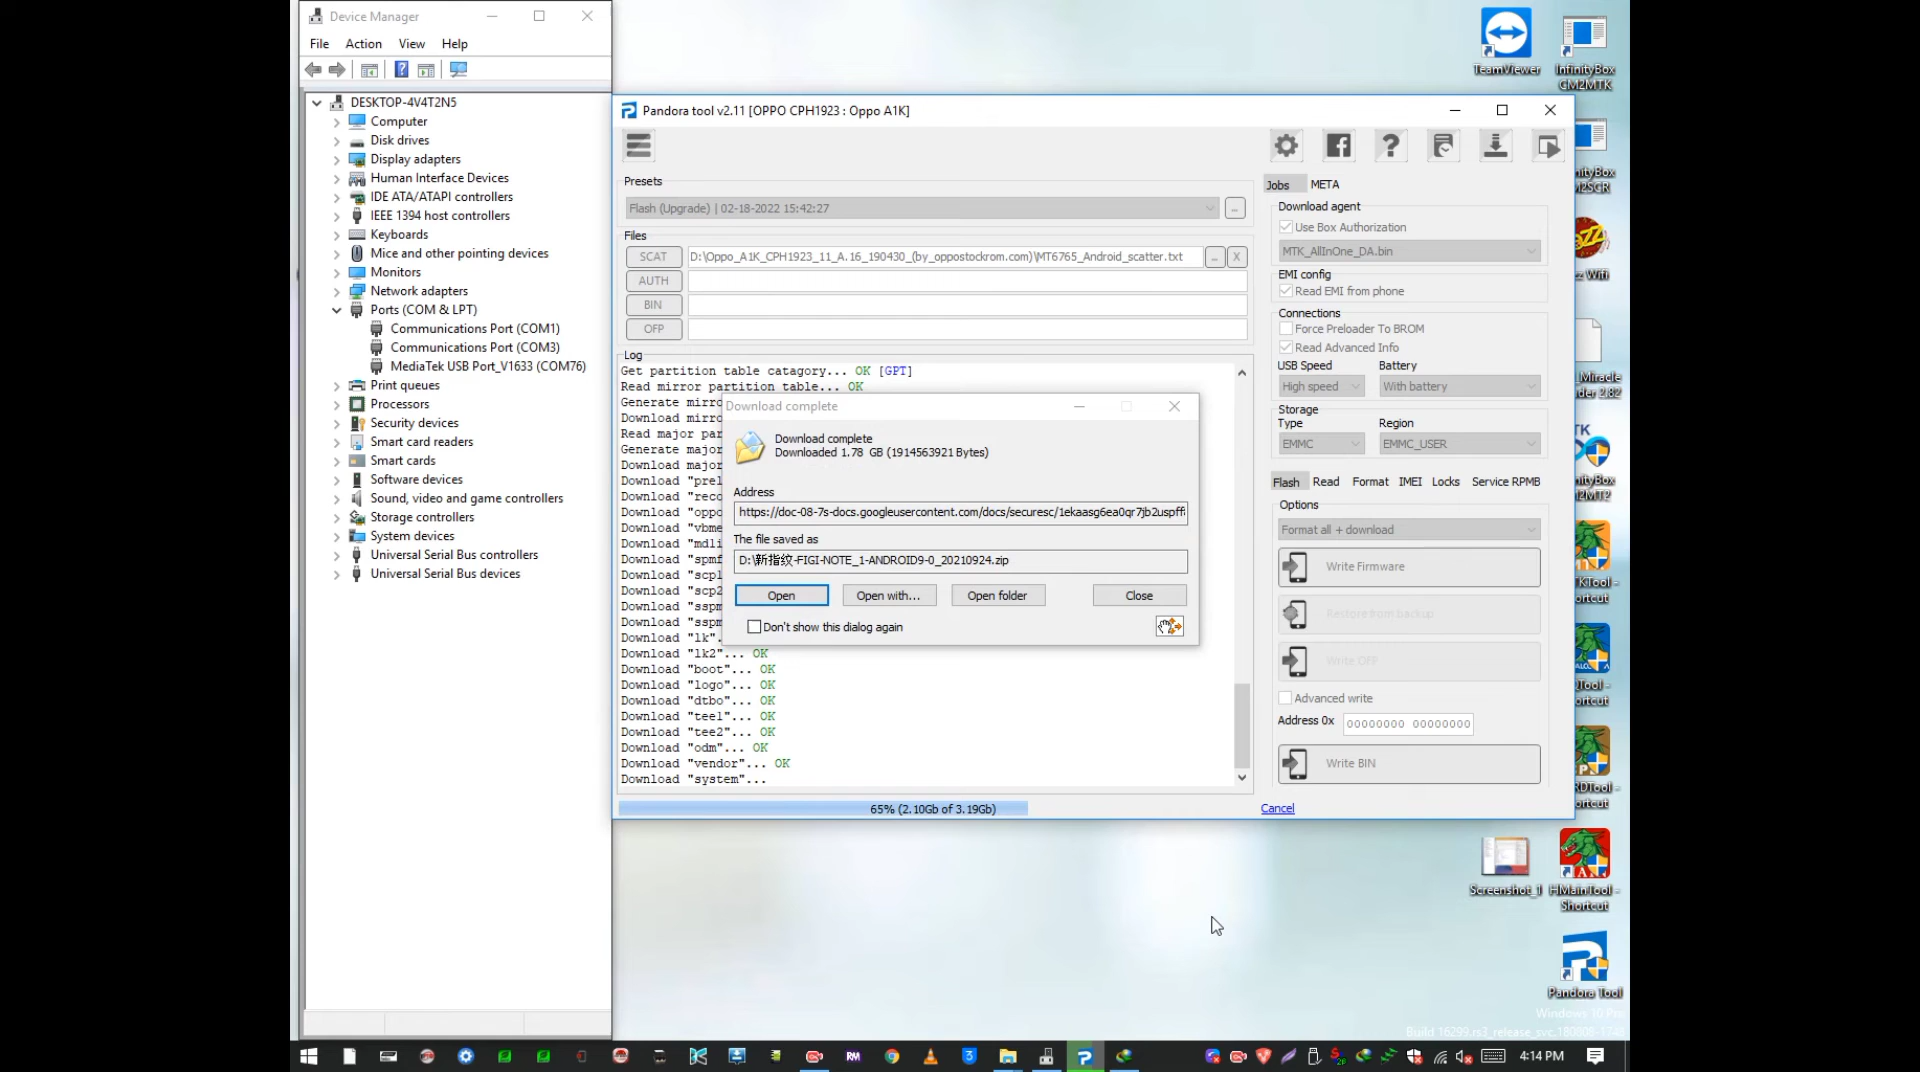 Device Manager
File Action View Help
DESKTOP-4V4T2N5
Computer
Disk drives
Display adapters
Human Interface Devices
IDE ATA/ATAPI controllers
IEEE 1394 host controllers
Keyboards
Mice and other pointing devices
Monitors
Network adapters
Ports (COM & LPT)
Communications Port (COM1)
Communications Port (COM3)
MediaTek USB Port_V1633 (COM76)
Print queues
Processors
Security devices
Smart card readers
Smart cards
Software devices
Sound, video and game controllers
Storage controllers
System devices
Universal Serial Bus controllers
Universal Serial Bus devices
Pandora tool v2.11 [OPPO CPH1923 : Oppo A1K]
Presets
Flash (Upgrade) | 02-18-2022 15:42:27
...
Files
SCAT D:\Oppo_A1K_CPH1923_11_A.16_190430_(by_oppostockrom.com)\MT6765_Android_scatter.txt ... X
AUTH
BIN
OFP
Log
Get partition table catagory... OK [GPT]
Read mirror partition table... OK
Generate mirro
Download mirro
Read major par
Generate major
Download major
Download "prel
Download "reco
Download "oppo
Download "vbme
Download "mdli
Download "spmf
Download "scp1
Download "scp2
Download "sspm
Download "sspm
Download "lk".
Download "lk2"... OK
Download "boot"... OK
Download "logo"... OK
Download "dtbo"... OK
Download "tee1"... OK
Download "tee2"... OK
Download "odm"... OK
Download "vendor"... OK
Download "system"...
65% (2.10Gb of 3.19Gb)
Cancel
Download complete
Download complete
Downloaded 1.78 GB (1914563921 Bytes)
Address
https://doc-08-7s-docs.googleusercontent.com/docs/securesc/1ekaasg6ea0qr7jb2uspff
The file saved as
D:\新指纹-FIGI-NOTE_1-ANDROID9-0_20210924.zip
Open Open with... Open folder Close
Don't show this dialog again
Jobs META
Download agent
Use Box Authorization
MTK_AllInOne_DA.bin
EMI config
Read EMI from phone
Connections
Force Preloader To BROM
Read Advanced Info
USB Speed Battery
High speed With battery
Storage
Type Region
EMMC EMMC_USER
Flash Read Format IMEI Locks Service RPMB
Options
Format all + download
Write Firmware
Restore from backup
Write OFP
Advanced write
Address 0x 00000000 00000000
Write BIN
TeamViewer
InfinityBox
CM2MTK
Screenshot_1
HMainTool -
Shortcut
Pandora Tool
Windows 10 Pro
4:14 PM